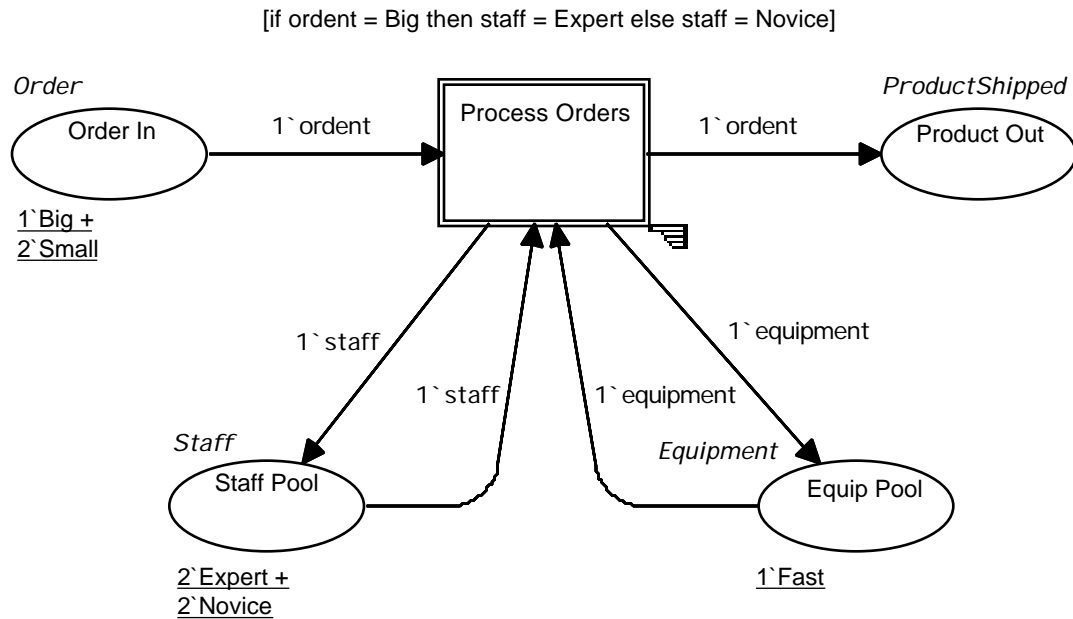 [if ordent = Big then staff = Expert else staff = Novice]
Order
Order In
1`Big +
2`Small
1`ordent
Process Orders
1`ordent
ProductShipped
Product Out
1`staff
1`staff
1`equipment
1`equipment
Staff
Staff Pool
2`Expert +
2`Novice
Equipment
Equip Pool
1`Fast